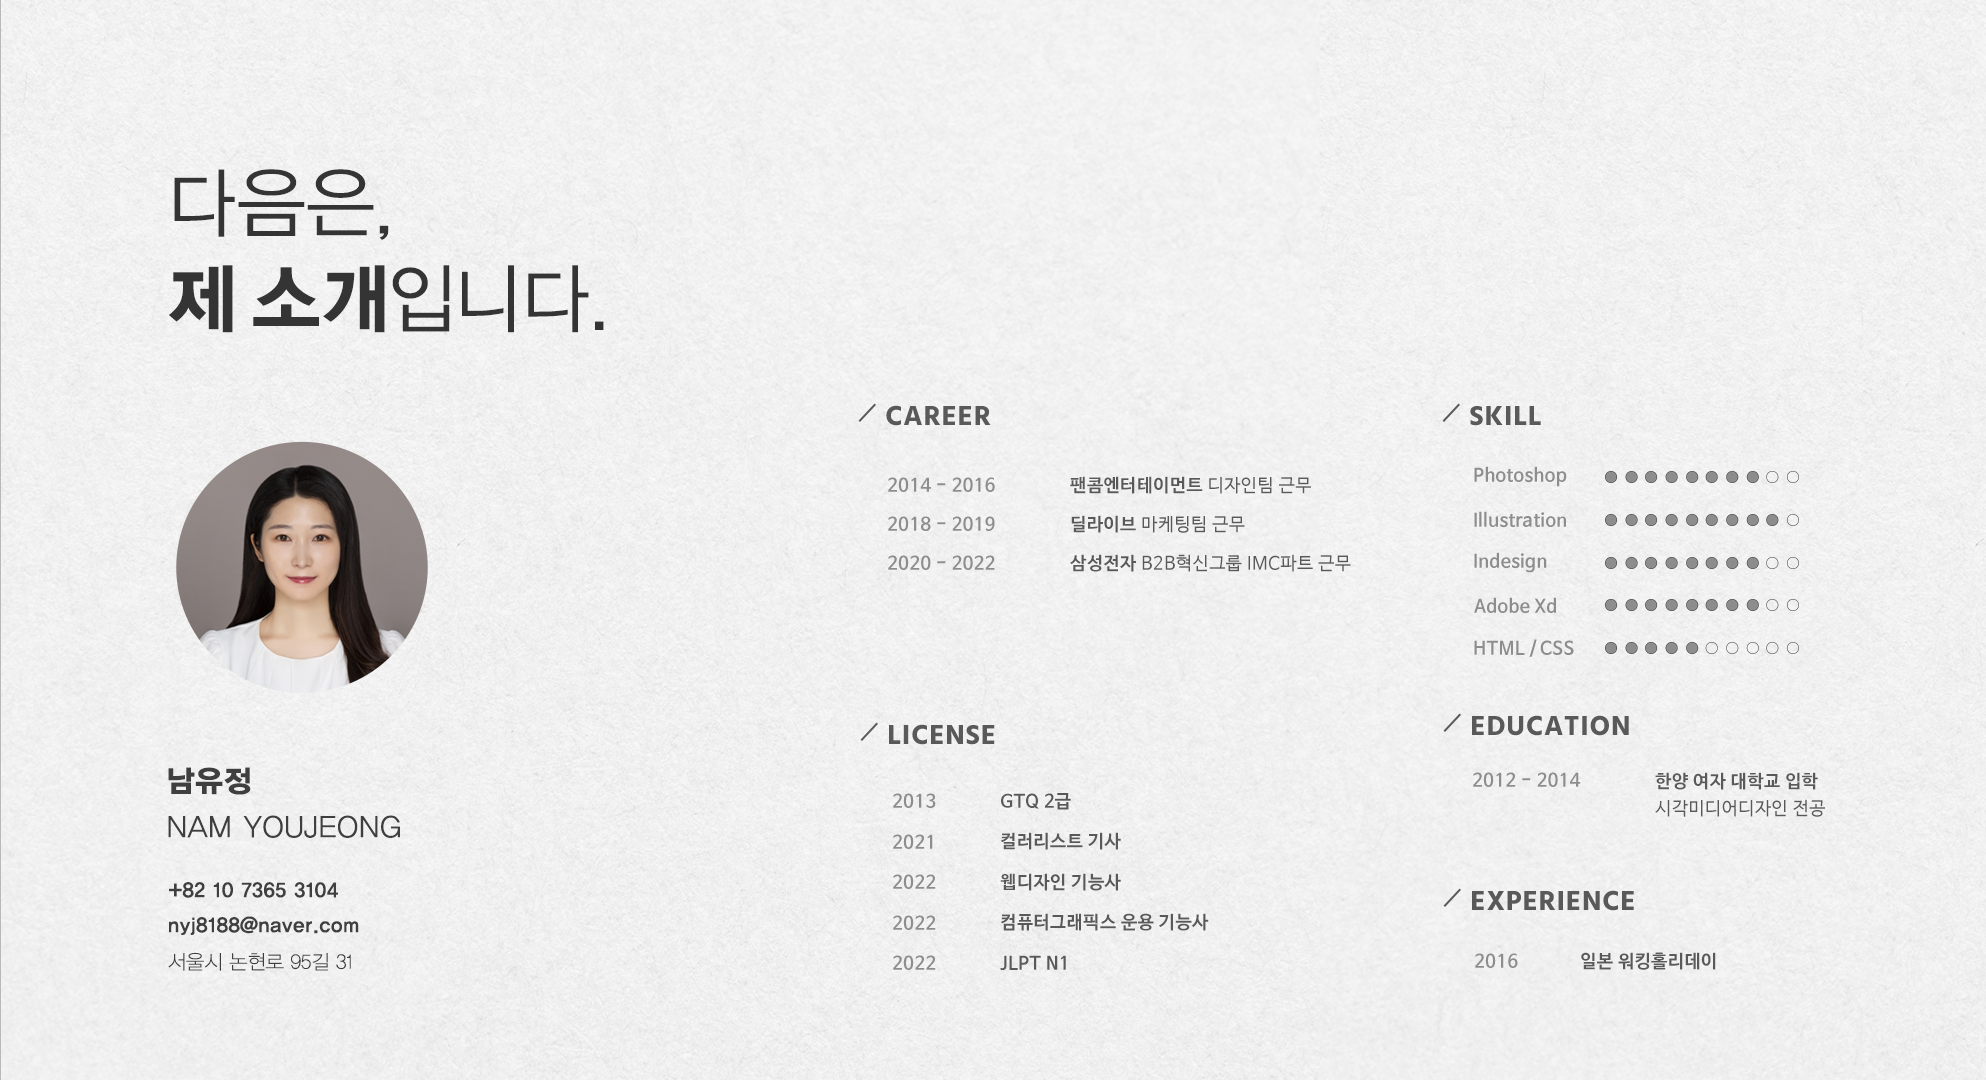 다음은,
제 소개입니다.
남유정
NAM YOUJEONG
+82 10 7365 3104
nyj8188@naver.com
서울시 논현로 95길 31
CAREER
2014 - 2016 팬콤엔터테이먼트 디자인팀 근무
2018 - 2019 딜라이브 마케팅팀 근무
2020 - 2022 삼성전자 B2B혁신그룹 IMC파트 근무
LICENSE
2013 GTQ 2급
2021 컬러리스트 기사
2022 웹디자인 기능사
2022 컴퓨터그래픽스 운용 기능사
2022 JLPT N1
SKILL
Photoshop
Illustration
Indesign
Adobe Xd
HTML / CSS
EDUCATION
2012 - 2014 한양 여자 대학교 입학
시각미디어디자인 전공
EXPERIENCE
2016 일본 워킹홀리데이